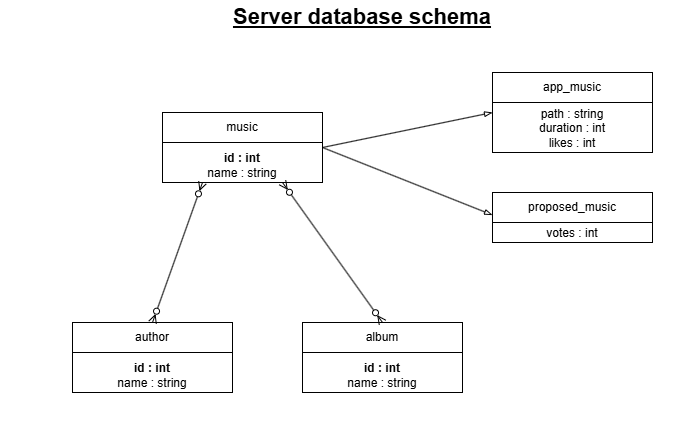 Server database schema
app_music
path : string
duration : int
likes : int
music
id : int
name : string
proposed_music
votes : int
author
id : int
name : string
album
id : int
name : string